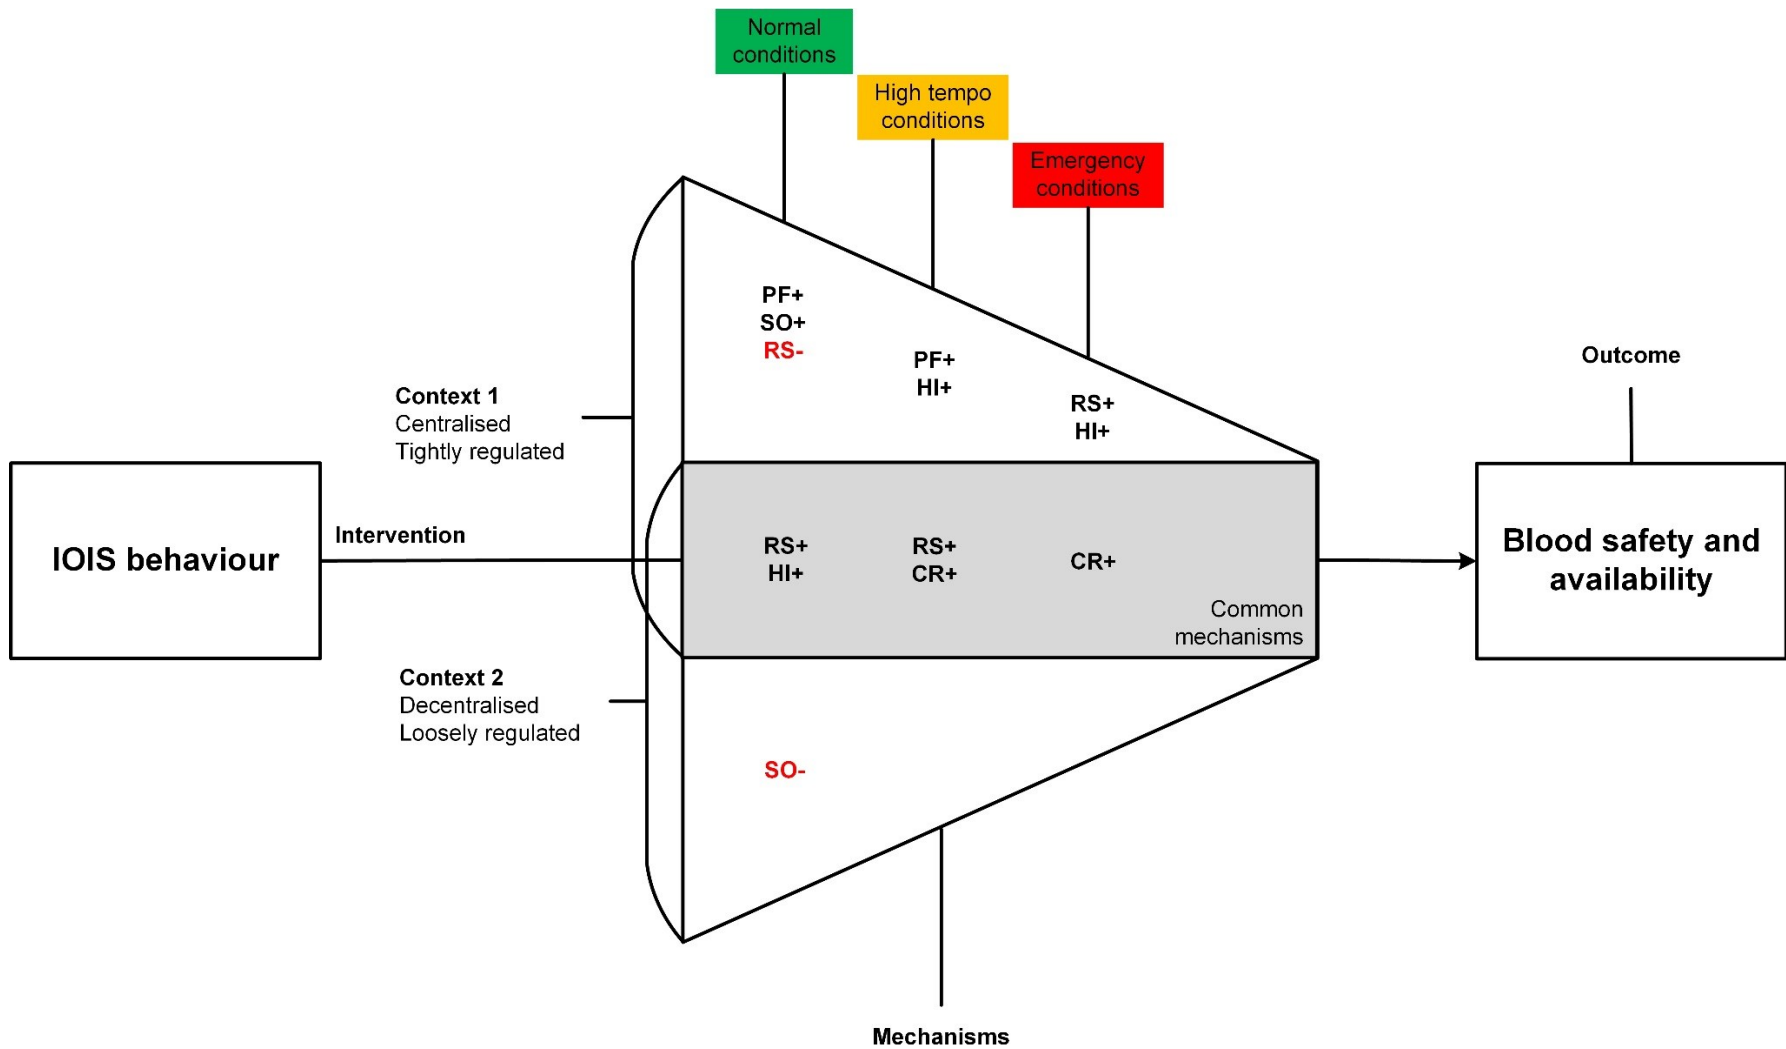 Normal
conditions
High tempo
conditions
Emergency
conditions
PF+
SO+
RS-
PF+
HI+
RS+
HI+
Context 1
Centralised
Tightly regulated
Outcome
IOIS behaviour
Intervention
RS+
HI+
RS+
CR+
CR+
Common
mechanisms
Blood safety and
availability
Context 2
Decentralised
Loosely regulated
SO-
Mechanisms